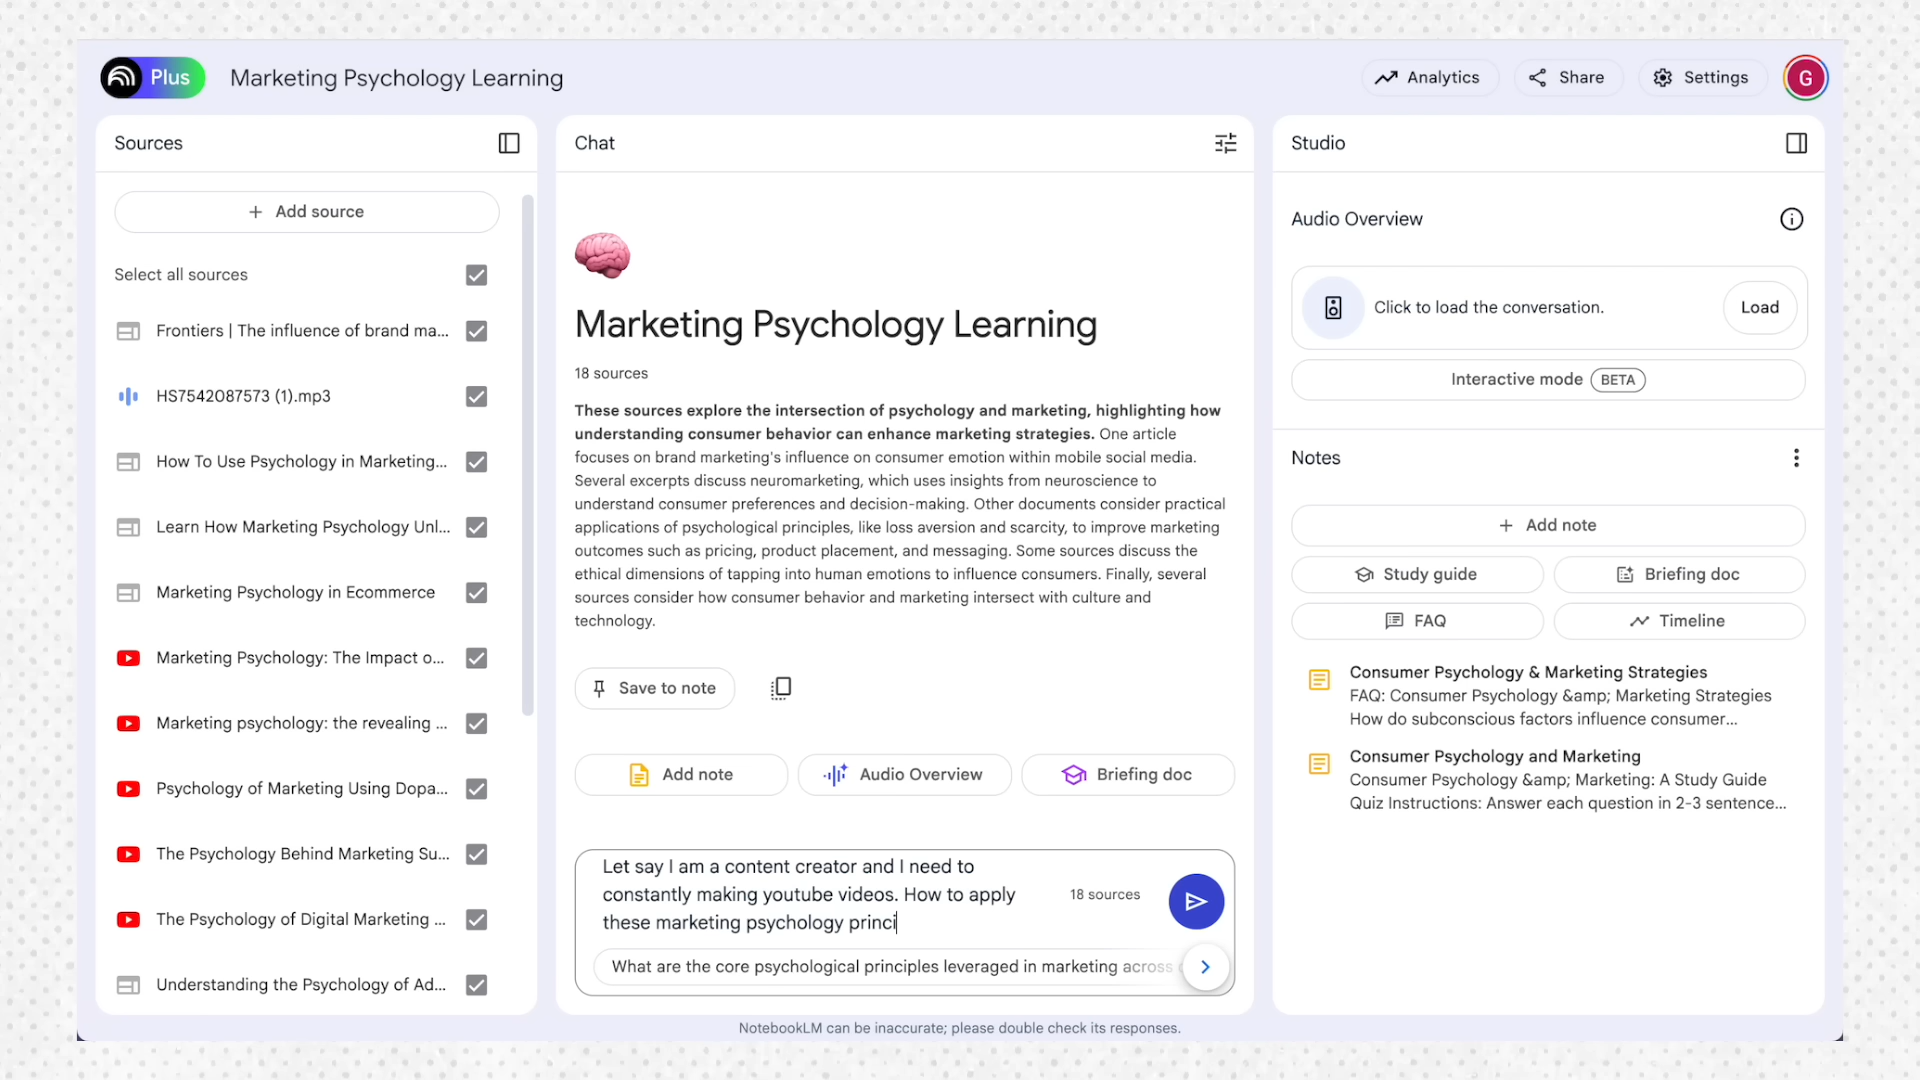 Plus
Marketing Psychology Learning
Analytics
Share
Settings
G
Sources
Add source
Select all sources
Frontiers | The influence of brand ma...
HS7542087573 (1).mp3
How To Use Psychology in Marketing...
Learn How Marketing Psychology Unl...
Marketing Psychology in Ecommerce
Marketing Psychology: The Impact o...
Marketing psychology: the revealing ...
Psychology of Marketing Using Dopa...
The Psychology Behind Marketing Su...
The Psychology of Digital Marketing ...
Understanding the Psychology of Ad...
Chat
Marketing Psychology Learning
18 sources
These sources explore the intersection of psychology and marketing, highlighting how
understanding consumer behavior can enhance marketing strategies. One article
focuses on brand marketing's influence on consumer emotion within mobile social media.
Several excerpts discuss neuromarketing, which uses insights from neuroscience to
understand consumer preferences and decision-making. Other documents consider practical
applications of psychological principles, like loss aversion and scarcity, to improve marketing
outcomes such as pricing, product placement, and messaging. Some sources discuss the
ethical dimensions of tapping into human emotions to influence consumers. Finally, several
sources consider how consumer behavior and marketing intersect with culture and
technology.
Save to note
Add note
Audio Overview
Briefing doc
Let say I am a content creator and I need to
constantly making youtube videos. How to apply
these marketing psychology princi
18 sources
What are the core psychological principles leveraged in marketing across
Studio
Audio Overview
Click to load the conversation.
Load
Interactive mode BETA
Notes
Add note
Study guide
Briefing doc
FAQ
Timeline
Consumer Psychology & Marketing Strategies
FAQ: Consumer Psychology &amp; Marketing Strategies
How do subconscious factors influence consumer...
Consumer Psychology and Marketing
Consumer Psychology &amp; Marketing: A Study Guide
Quiz Instructions: Answer each question in 2-3 sentence...
NotebookLM can be inaccurate; please double check its responses.